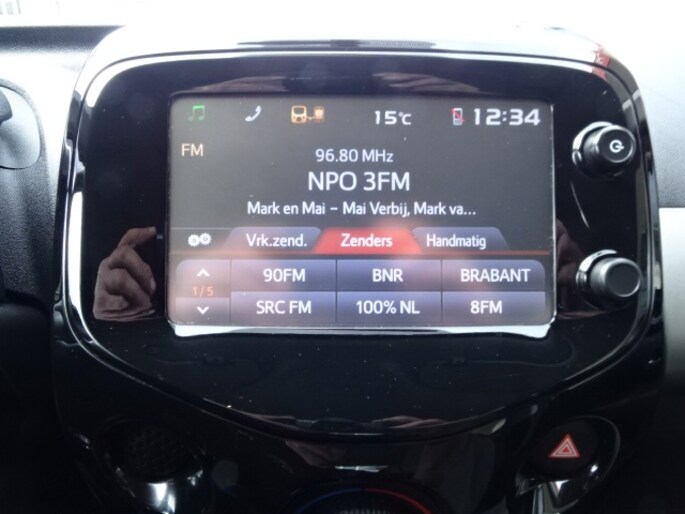 15°C 12:34
FM
96.80 MHz
NPO 3FM
Mark en Mai – Mai Verbij, Mark va...
Vrk.zend. Zenders Handmatig
90FM BNR BRABANT
1/5
SRC FM 100% NL 8FM